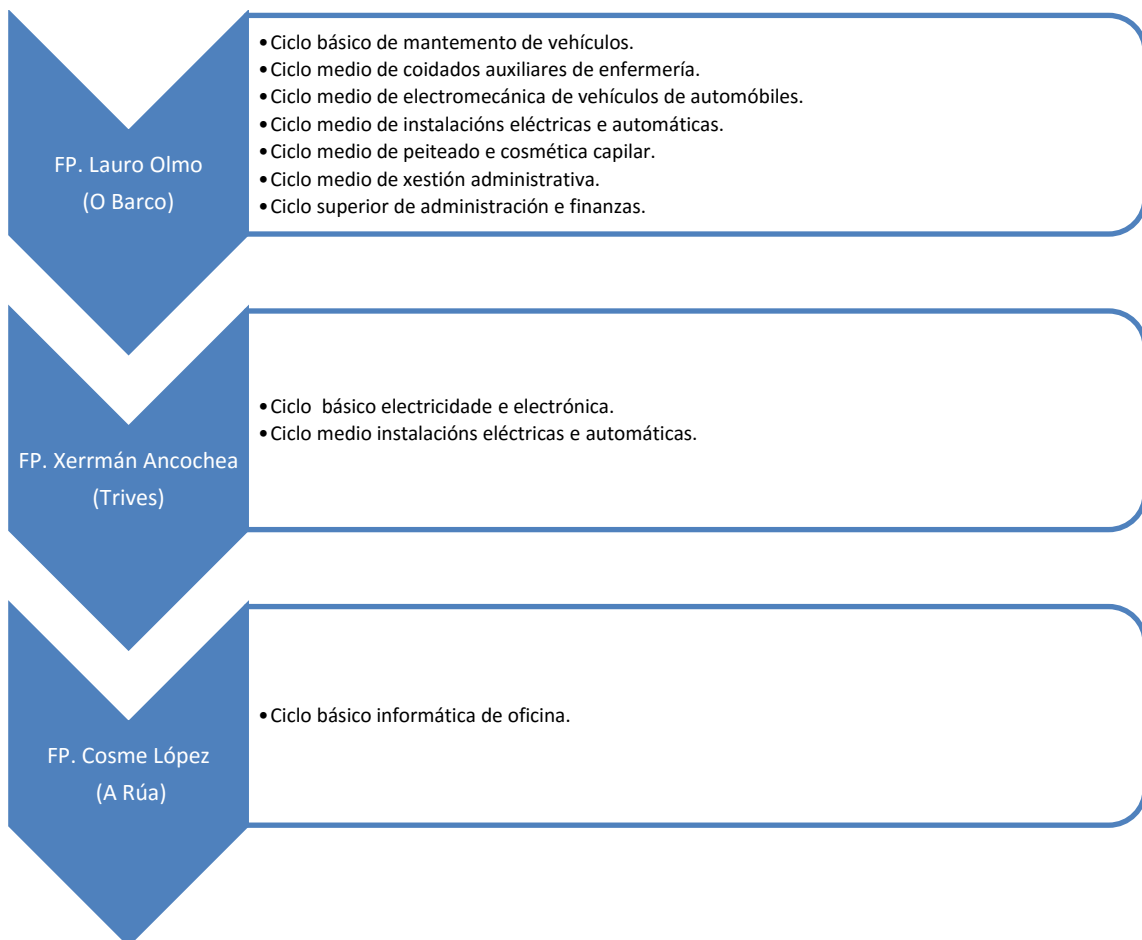 FP. Lauro Olmo
(O Barco)
•Ciclo básico de mantemento de vehículos.
•Ciclo medio de coidados auxiliares de enfermería.
•Ciclo medio de electromecánica de vehículos de automóbiles.
•Ciclo medio de instalacións eléctricas e automáticas.
•Ciclo medio de peiteado e cosmética capilar.
•Ciclo medio de xestión administrativa.
•Ciclo superior de administración e finanzas.
FP. Xerrmán Ancochea
(Trives)
•Ciclo básico electricidade e electrónica.
•Ciclo medio instalacións eléctricas e automáticas.
FP. Cosme López
(A Rúa)
•Ciclo básico informática de oficina.